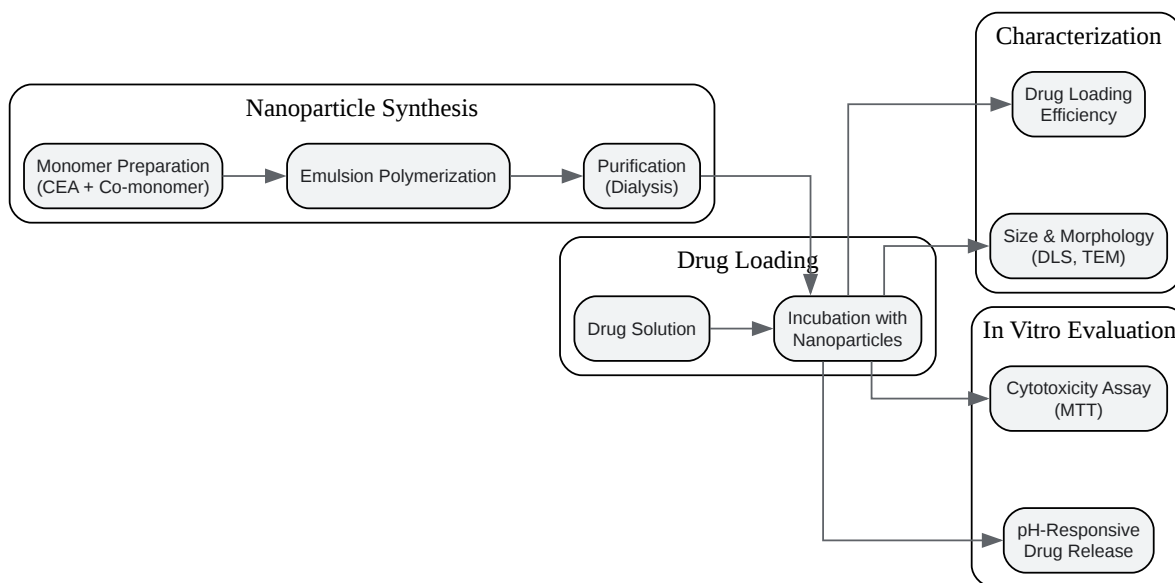 Nanoparticle Synthesis
Monomer Preparation
(CEA + Co-monomer)
Emulsion Polymerization
Purification
(Dialysis)
Drug Loading
Drug Solution
Incubation with
Nanoparticles
Characterization
Drug Loading
Efficiency
Size & Morphology
(DLS, TEM)
In Vitro Evaluation
Cytotoxicity Assay
(MTT)
pH-Responsive
Drug Release